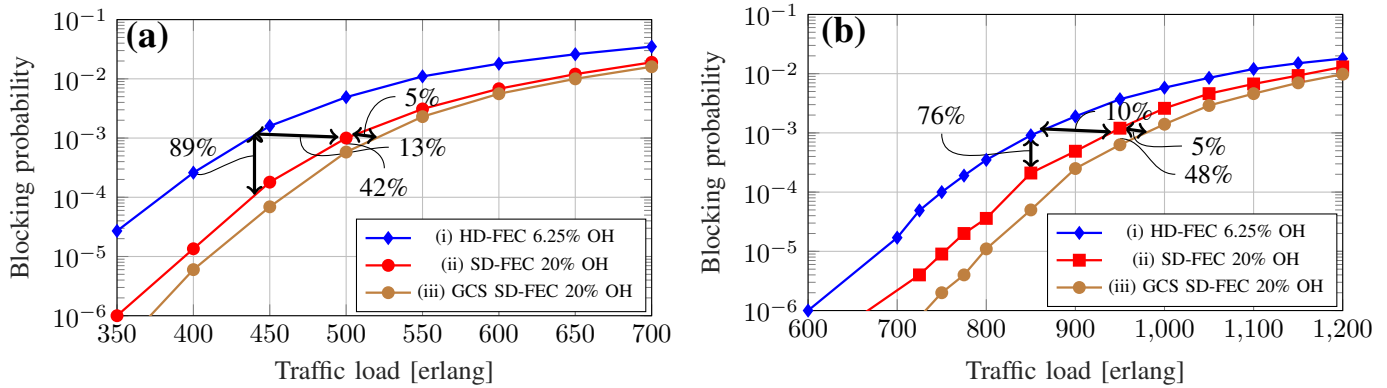 (a)
Blocking probability
10⁻¹
10⁻²
10⁻³
10⁻⁴
10⁻⁵
10⁻⁶
5%
89%
13%
42%
(i) HD-FEC 6.25% OH
(ii) SD-FEC 20% OH
(iii) GCS SD-FEC 20% OH
350 400 450 500 550 600 650 700
Traffic load [erlang]
(b)
Blocking probability
10⁻¹
10⁻²
10⁻³
10⁻⁴
10⁻⁵
10⁻⁶
76%
10%
5%
48%
(i) HD-FEC 6.25% OH
(ii) SD-FEC 20% OH
(iii) GCS SD-FEC 20% OH
600 700 800 900 1,000 1,100 1,200
Traffic load [erlang]